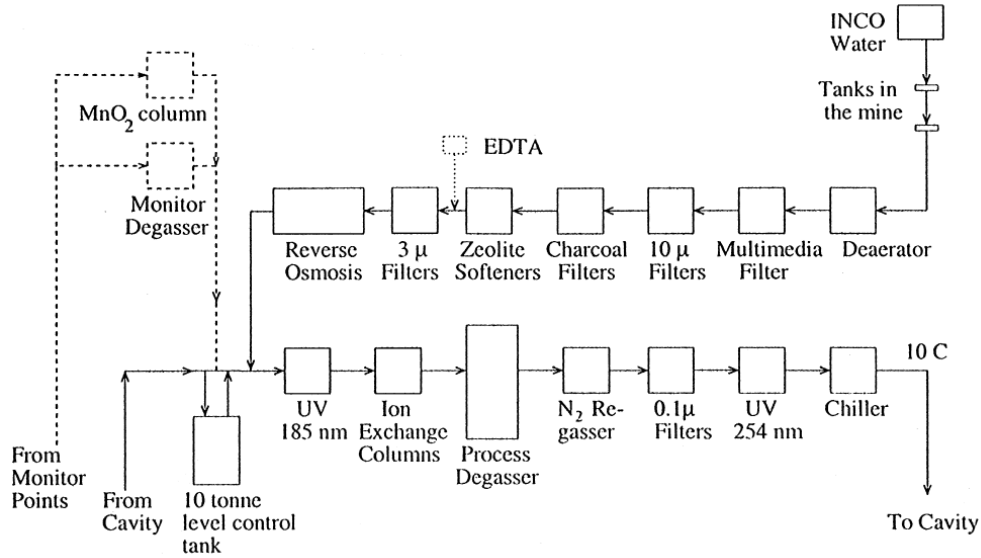 INCO
Water
Tanks in
the mine
MnO2 column
EDTA
Monitor
Degasser
Reverse
Osmosis
3 μ
Filters
Zeolite
Softeners
Charcoal
Filters
10 μ
Filters
Multimedia
Filter
Deaerator
10 C
UV
185 nm
Ion
Exchange
Columns
Process
Degasser
N2 Re-
gasser
0.1μ
Filters
UV
254 nm
Chiller
From
Monitor
Points
From
Cavity
10 tonne
level control
tank
To Cavity